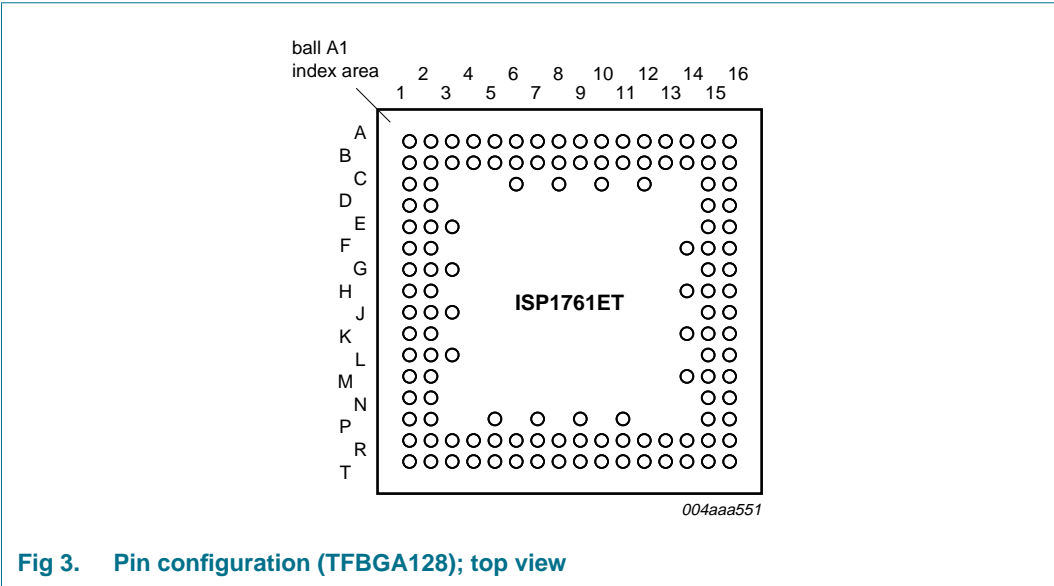 ball A1
index area
2 4 6 8 10 12 14 16
1 3 5 7 9 11 13 15
A
B
C
D
E
F
G
H
J
K
L
M
N
P
R
T
ISP1761ET
004aaa551
Fig 3. Pin configuration (TFBGA128); top view